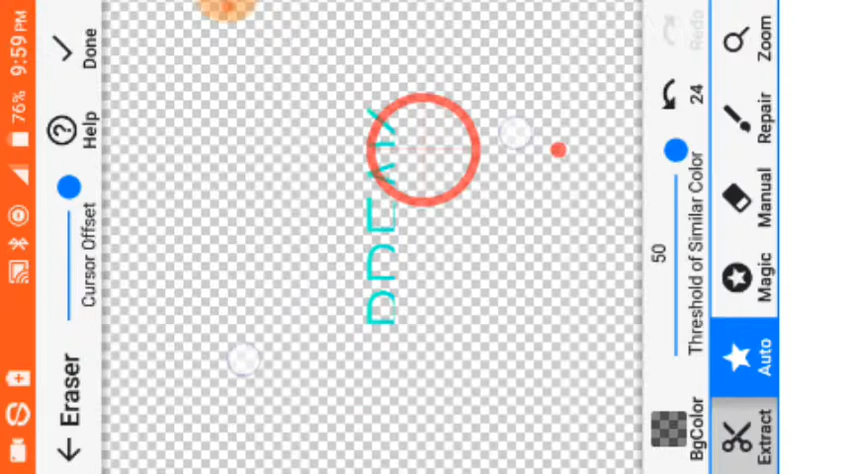 9:59 PM
76%
← Eraser
Help
Done
Cursor Offset
BgColor
50
24
Redo
Threshold of Similar Color
Extract
Auto
Magic
Manual
Repair
Zoom